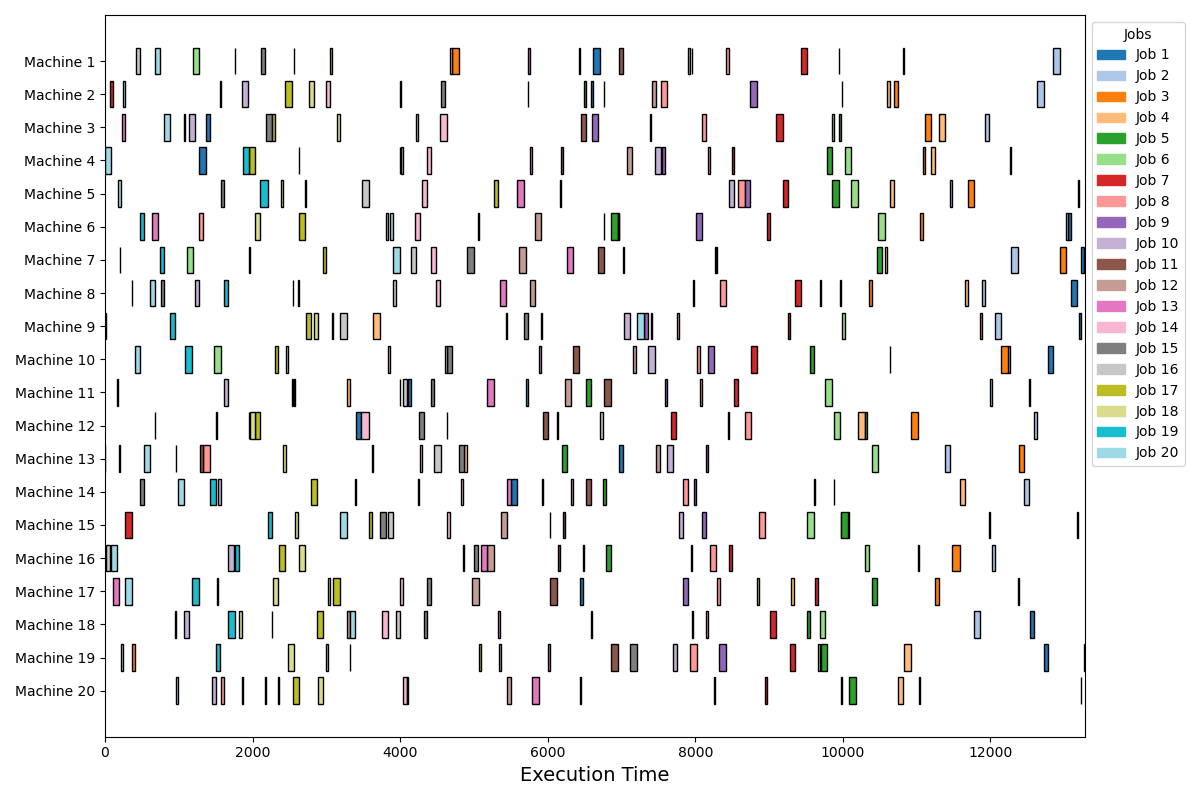 Machine 1
Machine 2
Machine 3
Machine 4
Machine 5
Machine 6
Machine 7
Machine 8
Machine 9
Machine 10
Machine 11
Machine 12
Machine 13
Machine 14
Machine 15
Machine 16
Machine 17
Machine 18
Machine 19
Machine 20
0 2000 4000 6000 8000 10000 12000
Execution Time
Jobs
Job 1
Job 2
Job 3
Job 4
Job 5
Job 6
Job 7
Job 8
Job 9
Job 10
Job 11
Job 12
Job 13
Job 14
Job 15
Job 16
Job 17
Job 18
Job 19
Job 20